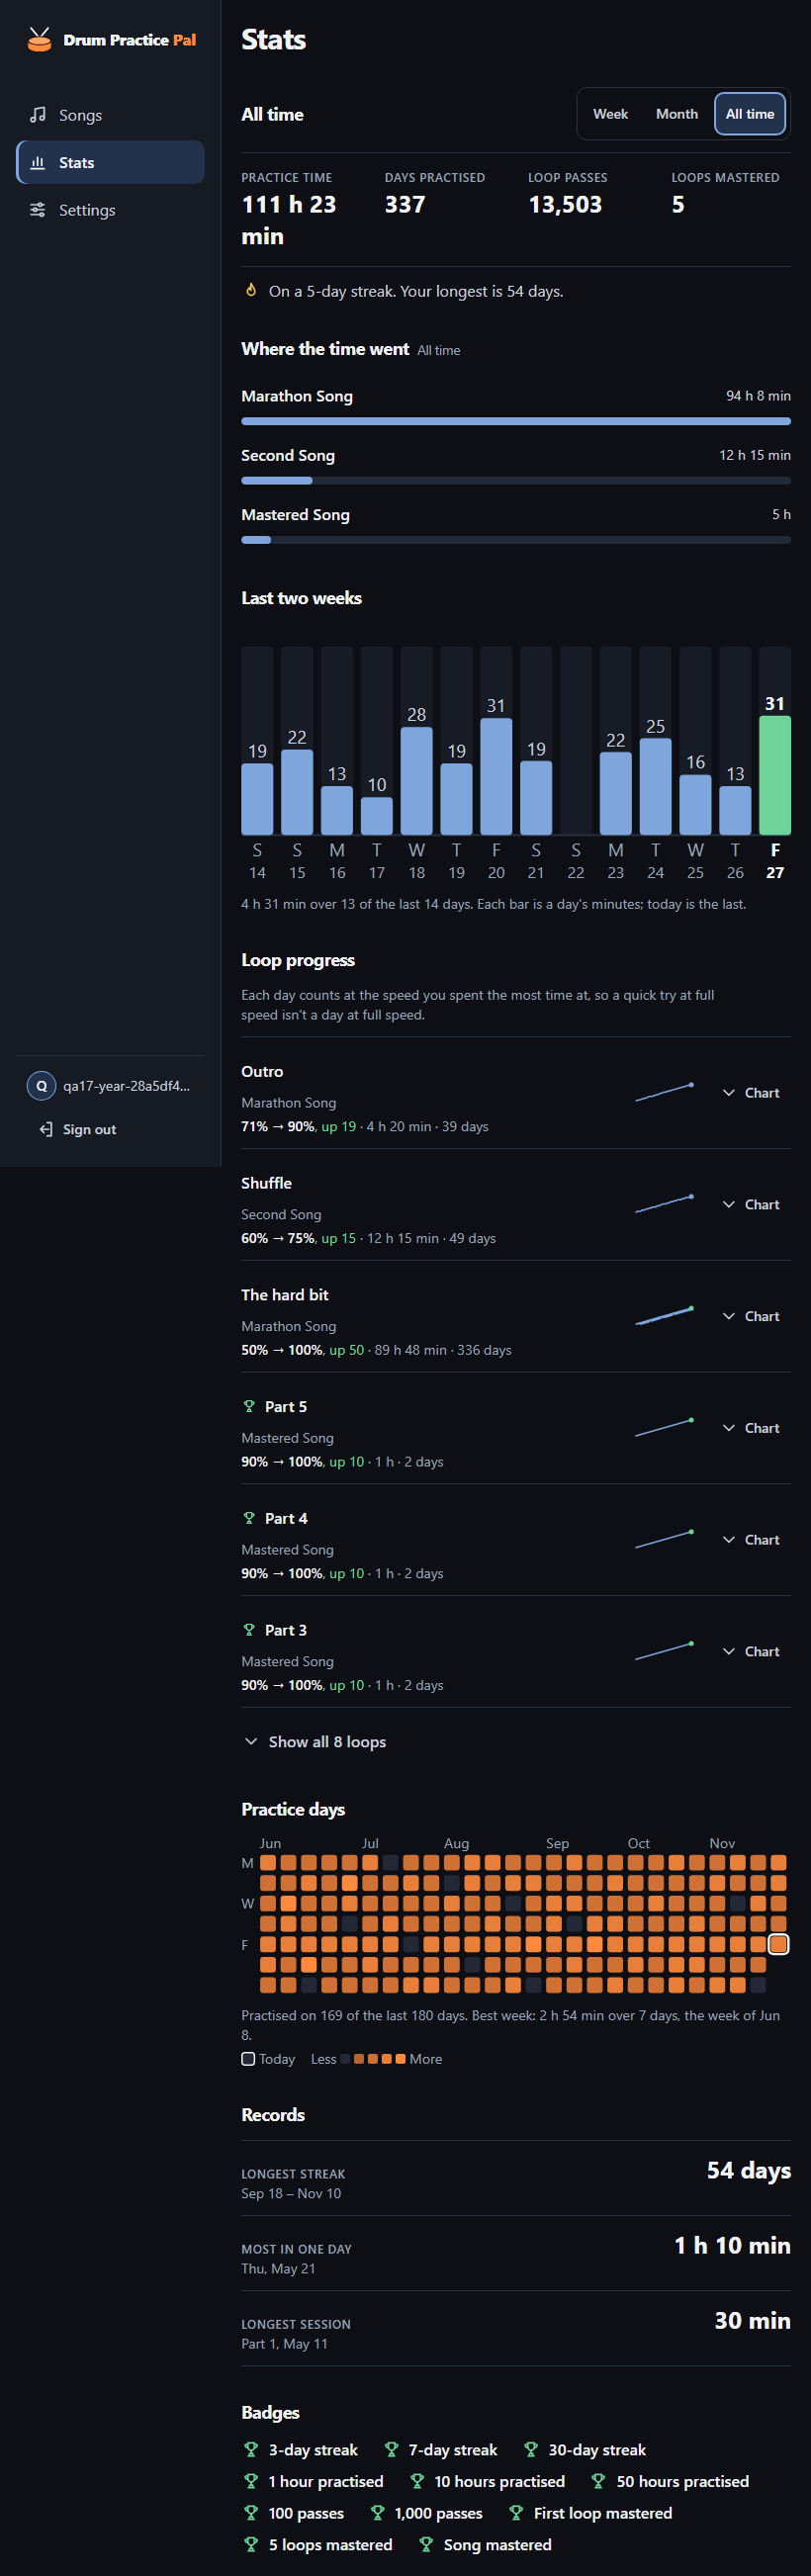 Drum Practice Pal
Songs
Stats
Settings
Q qa17-year-28a5df4...
Sign out
Stats
All time
Week Month All time
PRACTICE TIME DAYS PRACTISED LOOP PASSES LOOPS MASTERED
111 h 23 min 337 13,503 5
On a 5-day streak. Your longest is 54 days.
Where the time went All time
Marathon Song 94 h 8 min
Second Song 12 h 15 min
Mastered Song 5 h
Last two weeks
19 22 13 10 28 19 31 19 22 25 16 13 31
S S M T W T F S S M T W T F
14 15 16 17 18 19 20 21 22 23 24 25 26 27
4 h 31 min over 13 of the last 14 days. Each bar is a day's minutes; today is the last.
Loop progress
Each day counts at the speed you spent the most time at, so a quick try at full
speed isn't a day at full speed.
Outro
Marathon Song
71% → 90%, up 19 · 4 h 20 min · 39 days
Chart
Shuffle
Second Song
60% → 75%, up 15 · 12 h 15 min · 49 days
Chart
The hard bit
Marathon Song
50% → 100%, up 50 · 89 h 48 min · 336 days
Chart
Part 5
Mastered Song
90% → 100%, up 10 · 1 h · 2 days
Chart
Part 4
Mastered Song
90% → 100%, up 10 · 1 h · 2 days
Chart
Part 3
Mastered Song
90% → 100%, up 10 · 1 h · 2 days
Chart
Show all 8 loops
Practice days
Jun Jul Aug Sep Oct Nov
M
W
F
Practised on 169 of the last 180 days. Best week: 2 h 54 min over 7 days, the week of Jun
8.
Today Less More
Records
LONGEST STREAK 54 days
Sep 18 – Nov 10
MOST IN ONE DAY 1 h 10 min
Thu, May 21
LONGEST SESSION 30 min
Part 1, May 11
Badges
3-day streak 7-day streak 30-day streak
1 hour practised 10 hours practised 50 hours practised
100 passes 1,000 passes First loop mastered
5 loops mastered Song mastered